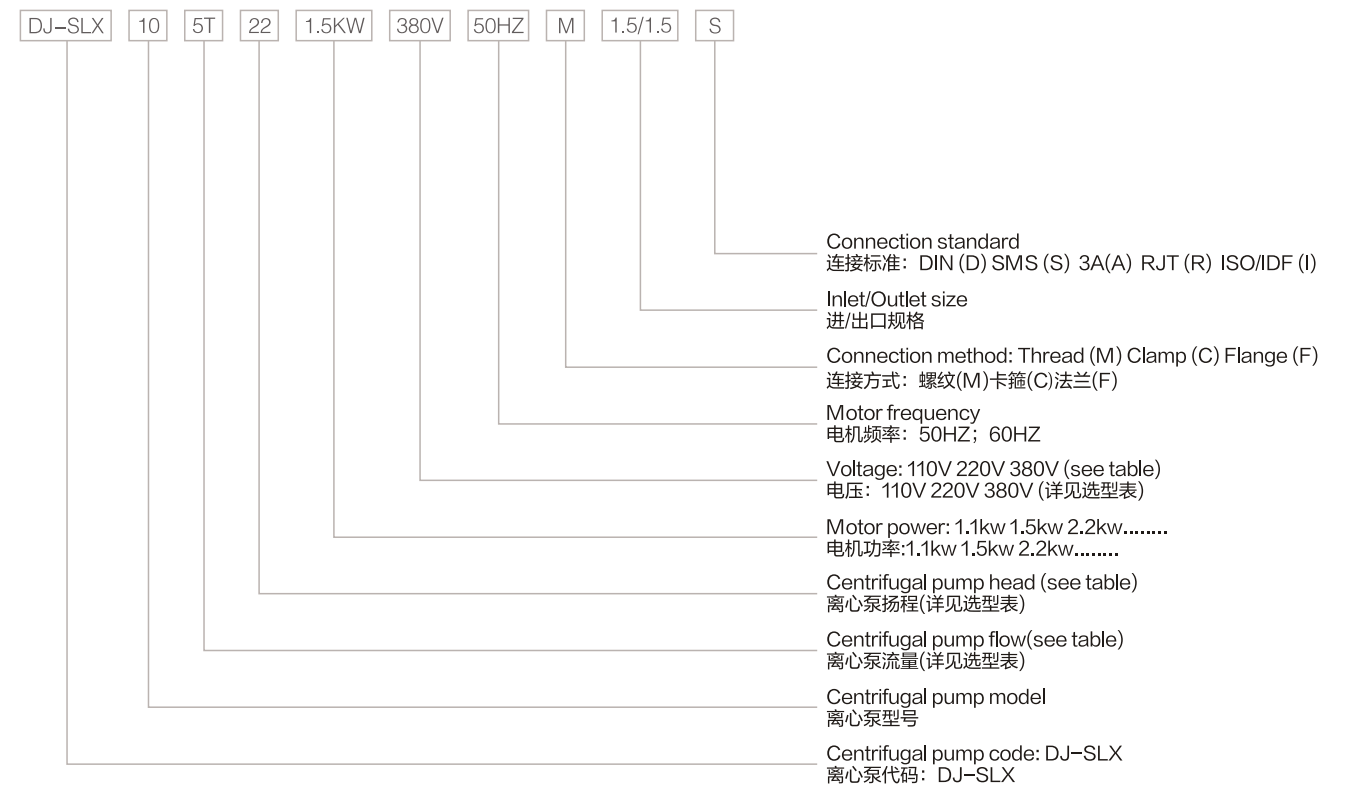 DJ-SLX 10 5T 22 1.5KW 380V 50HZ M 1.5/1.5 S
Connection standard
连接标准：DIN (D) SMS (S) 3A(A) RJT (R) ISO/IDF (I)
Inlet/Outlet size
进/出口规格
Connection method: Thread (M) Clamp (C) Flange (F)
连接方式：螺纹(M)卡箍(C)法兰(F)
Motor frequency
电机频率：50HZ；60HZ
Voltage: 110V 220V 380V (see table)
电压：110V 220V 380V (详见选型表)
Motor power: 1.1kw 1.5kw 2.2kw........
电机功率:1.1kw 1.5kw 2.2kw........
Centrifugal pump head (see table)
离心泵扬程(详见选型表)
Centrifugal pump flow(see table)
离心泵流量(详见选型表)
Centrifugal pump model
离心泵型号
Centrifugal pump code: DJ-SLX
离心泵代码：DJ-SLX